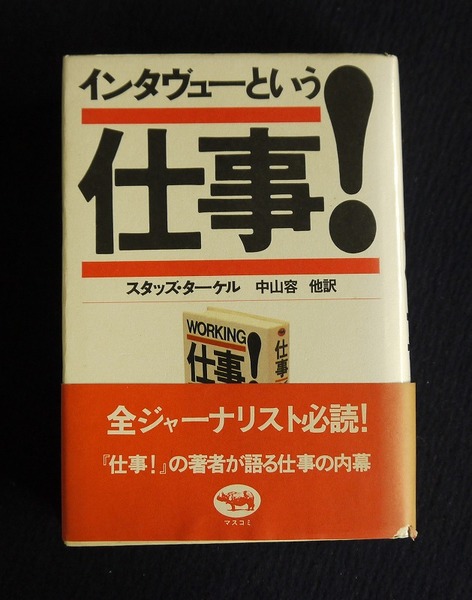 インタヴューという
仕事!
スタッズ・ターケル 中山容 他訳
WORKING
仕事!
仕事
全ジャーナリスト必読!
『仕事!』の著者が語る仕事の内幕
マスコミ